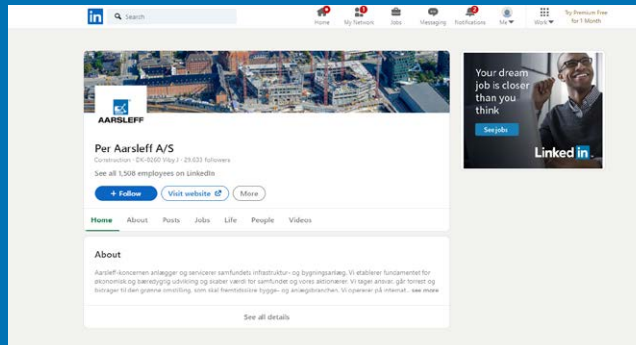 in Search
Home My Network Jobs Messaging Notifications Me Work Try Premium Free
for 1 Month
AARSLEFF
Per Aarsleff A/S
Construction · DK-8260 Viby J · 29,633 followers
See all 1,508 employees on LinkedIn
+ Follow Visit website More
Home About Posts Jobs Life People Videos
About
Aarsleff-koncernen anlægger og servicerer samfundets infrastruktur- og bygningsanlæg. Vi etablerer fundamentet for
økonomisk og bæredygtig udvikling og skaber værdi for samfundet og vores aktionærer. Vi tager ansvar, går forrest og
bidrager til den grønne omstilling, som skal fremtidssikre bygge- og anlægsbranchen. Vi opererer på internat... see more
See all details
Your dream
job is closer
than you
think
See jobs
Linked in